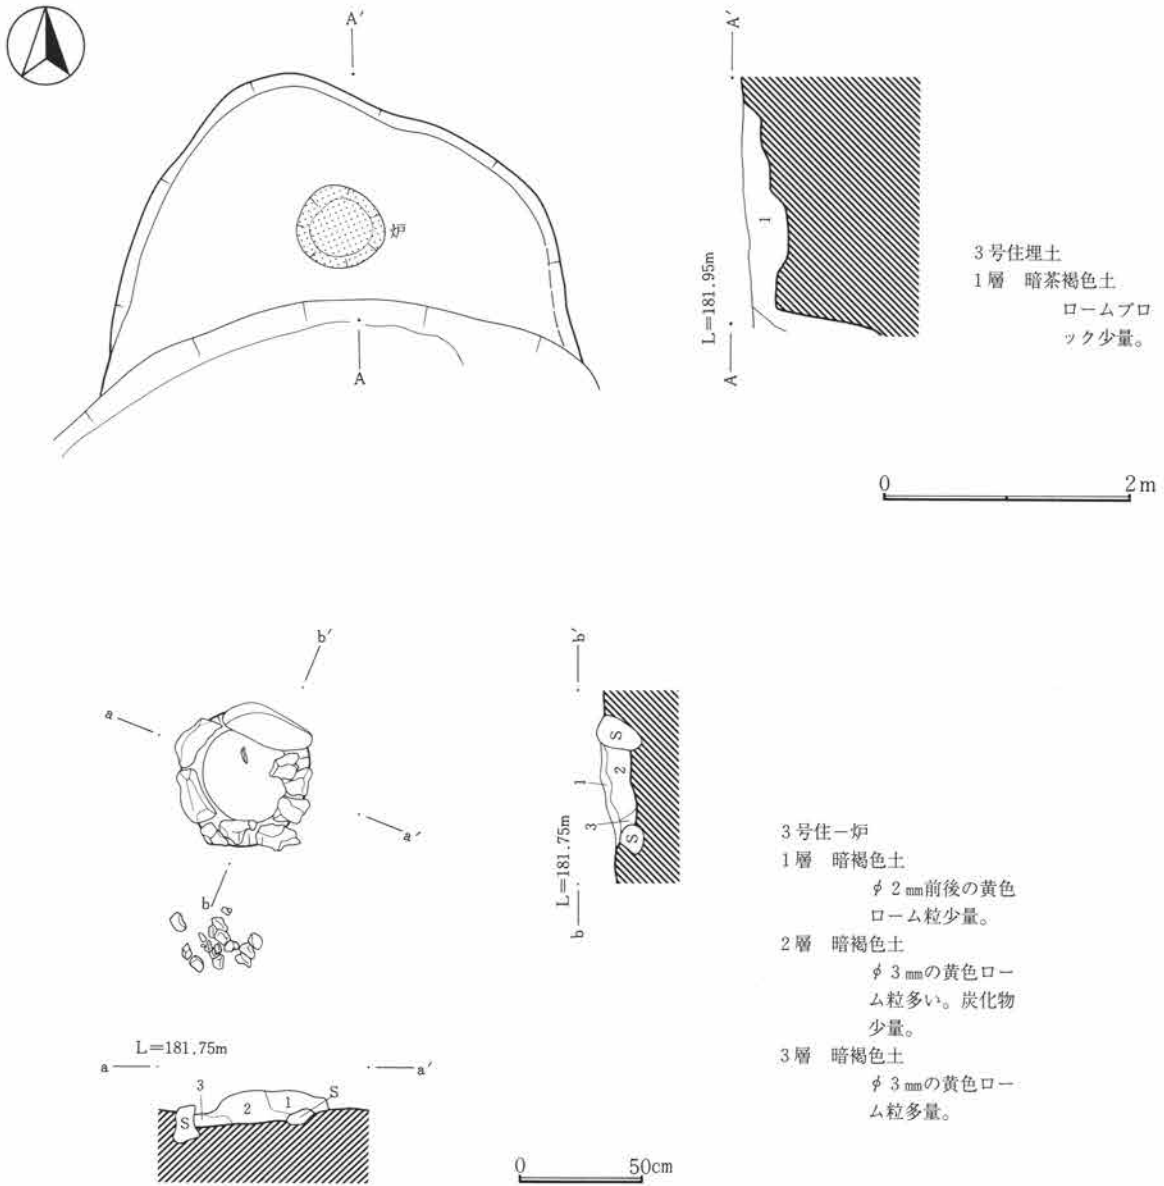 A′
A′
炉
1
L=181.95m
A
A
3号住埋土
1層 暗茶褐色土
ロームブロ
ック少量。
0 2m
b′
a
a′
b
b′
S
2
1
3
S
L=181.75m
b
3号住-炉
1層 暗褐色土
φ2mm前後の黄色
ローム粒少量。
2層 暗褐色土
φ3mmの黄色ロー
ム粒多い。炭化物
少量。
3層 暗褐色土
φ3mmの黄色ロー
ム粒多量。
L=181.75m
a a′
3 S
2 1
S
0 50cm